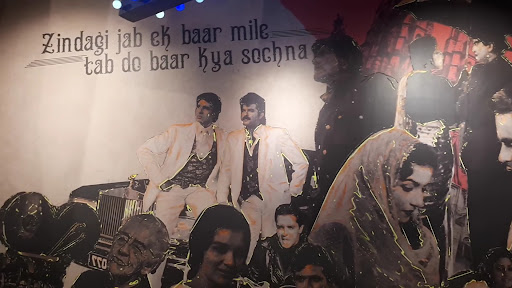 Zindagi jab ek baar mile
tab do baar kya sochna